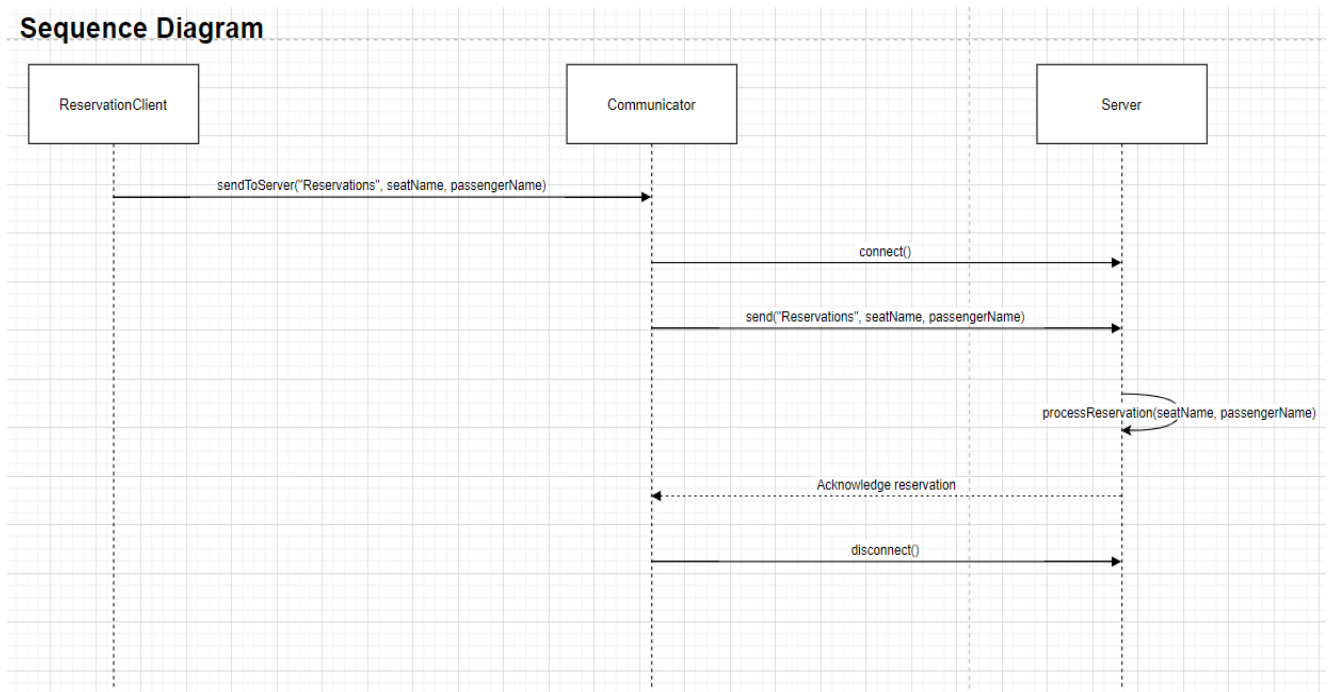 Sequence Diagram
ReservationClient
Communicator
Server
sendToServer("Reservations", seatName, passengerName)
connect()
send("Reservations", seatName, passengerName)
processReservation(seatName, passengerName)
Acknowledge reservation
disconnect()